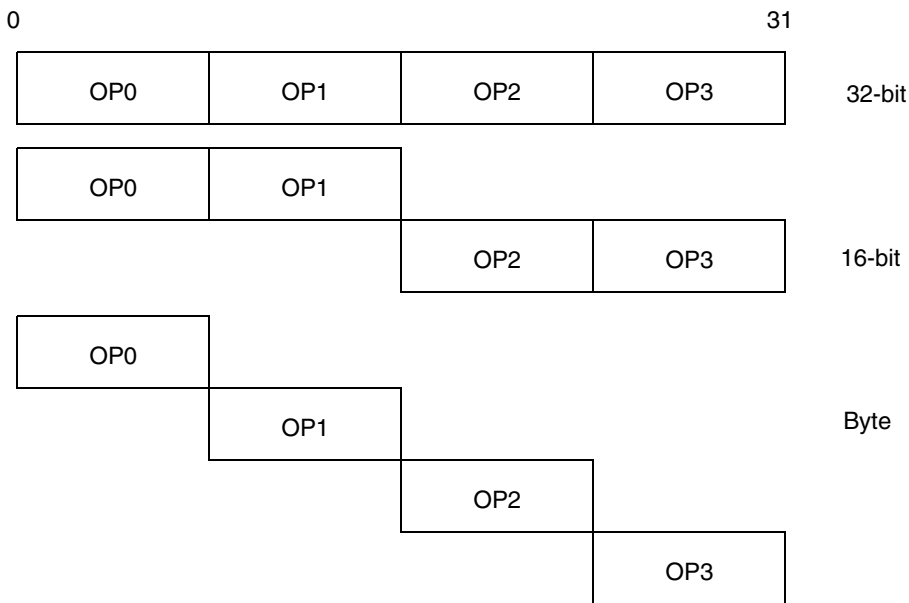 0 31
OP0 OP1 OP2 OP3 32-bit
OP0 OP1
OP2 OP3 16-bit
OP0
OP1 Byte
OP2
OP3